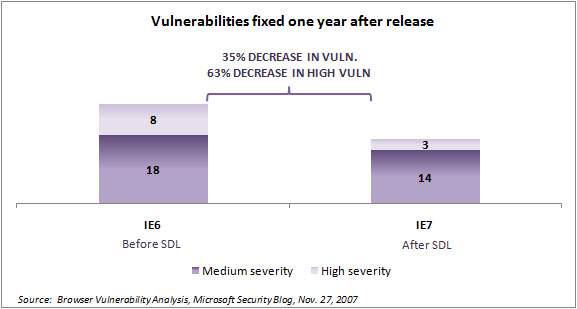 Vulnerabilities fixed one year after release
35% DECREASE IN VULN.
63% DECREASE IN HIGH VULN
8
18
3
14
IE6
Before SDL
IE7
After SDL
Medium severity
High severity
Source: Browser Vulnerability Analysis, Microsoft Security Blog, Nov. 27, 2007